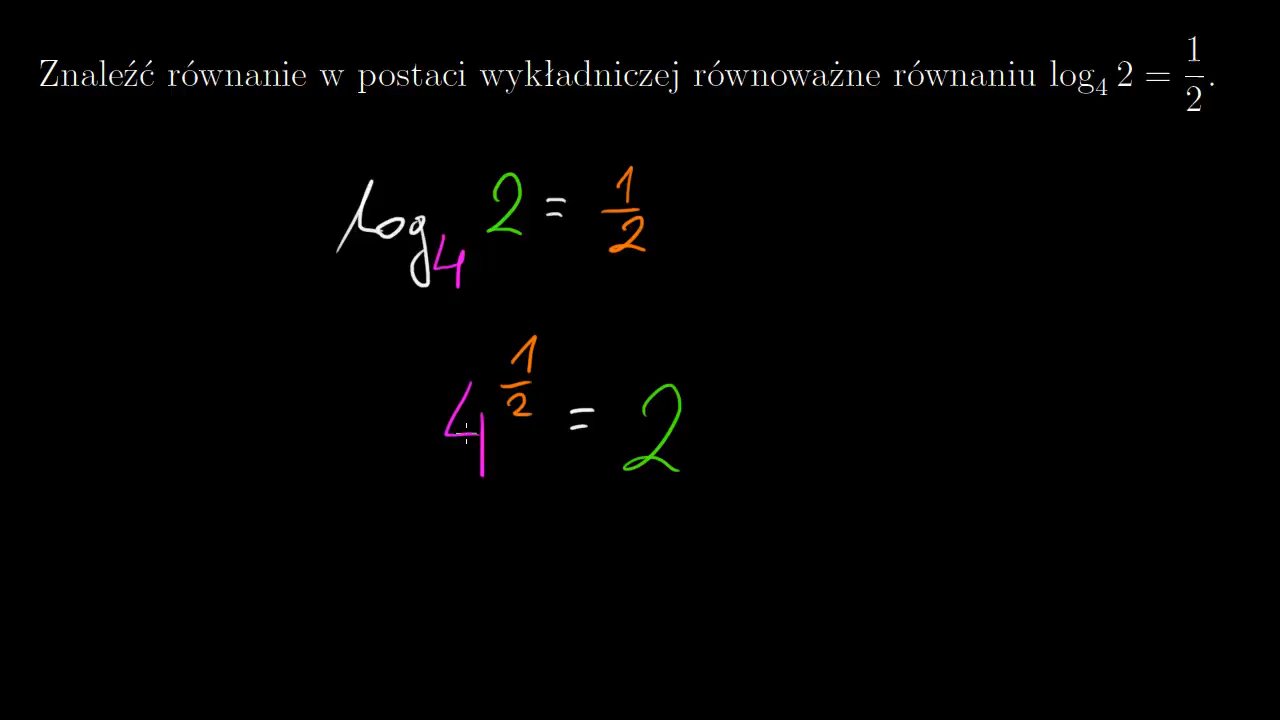 Znaleźć równanie w postaci wykładniczej równoważne równaniu log₄ 2 = 1/2.
log₄ 2 = 1/2
4^(1/2) = 2